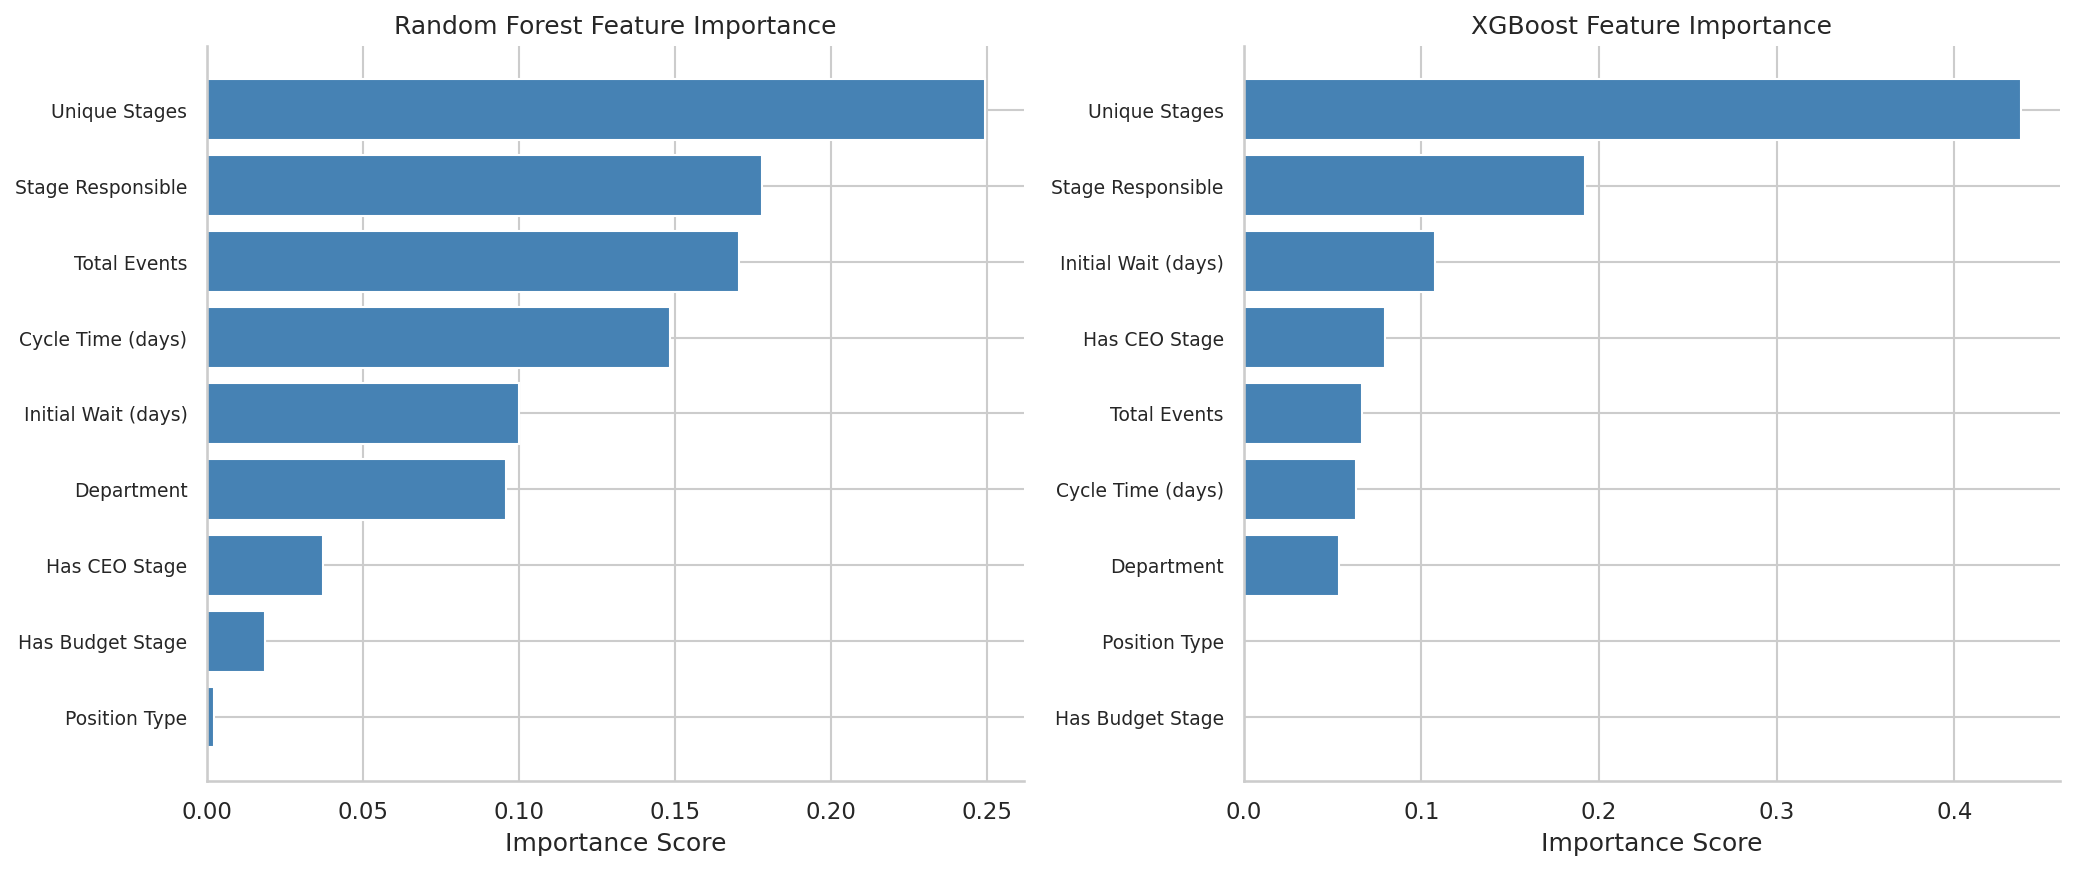 Random Forest Feature Importance
Unique Stages
Stage Responsible
Total Events
Cycle Time (days)
Initial Wait (days)
Department
Has CEO Stage
Has Budget Stage
Position Type
0.00 0.05 0.10 0.15 0.20 0.25
Importance Score
XGBoost Feature Importance
Unique Stages
Stage Responsible
Initial Wait (days)
Has CEO Stage
Total Events
Cycle Time (days)
Department
Position Type
Has Budget Stage
0.0 0.1 0.2 0.3 0.4
Importance Score